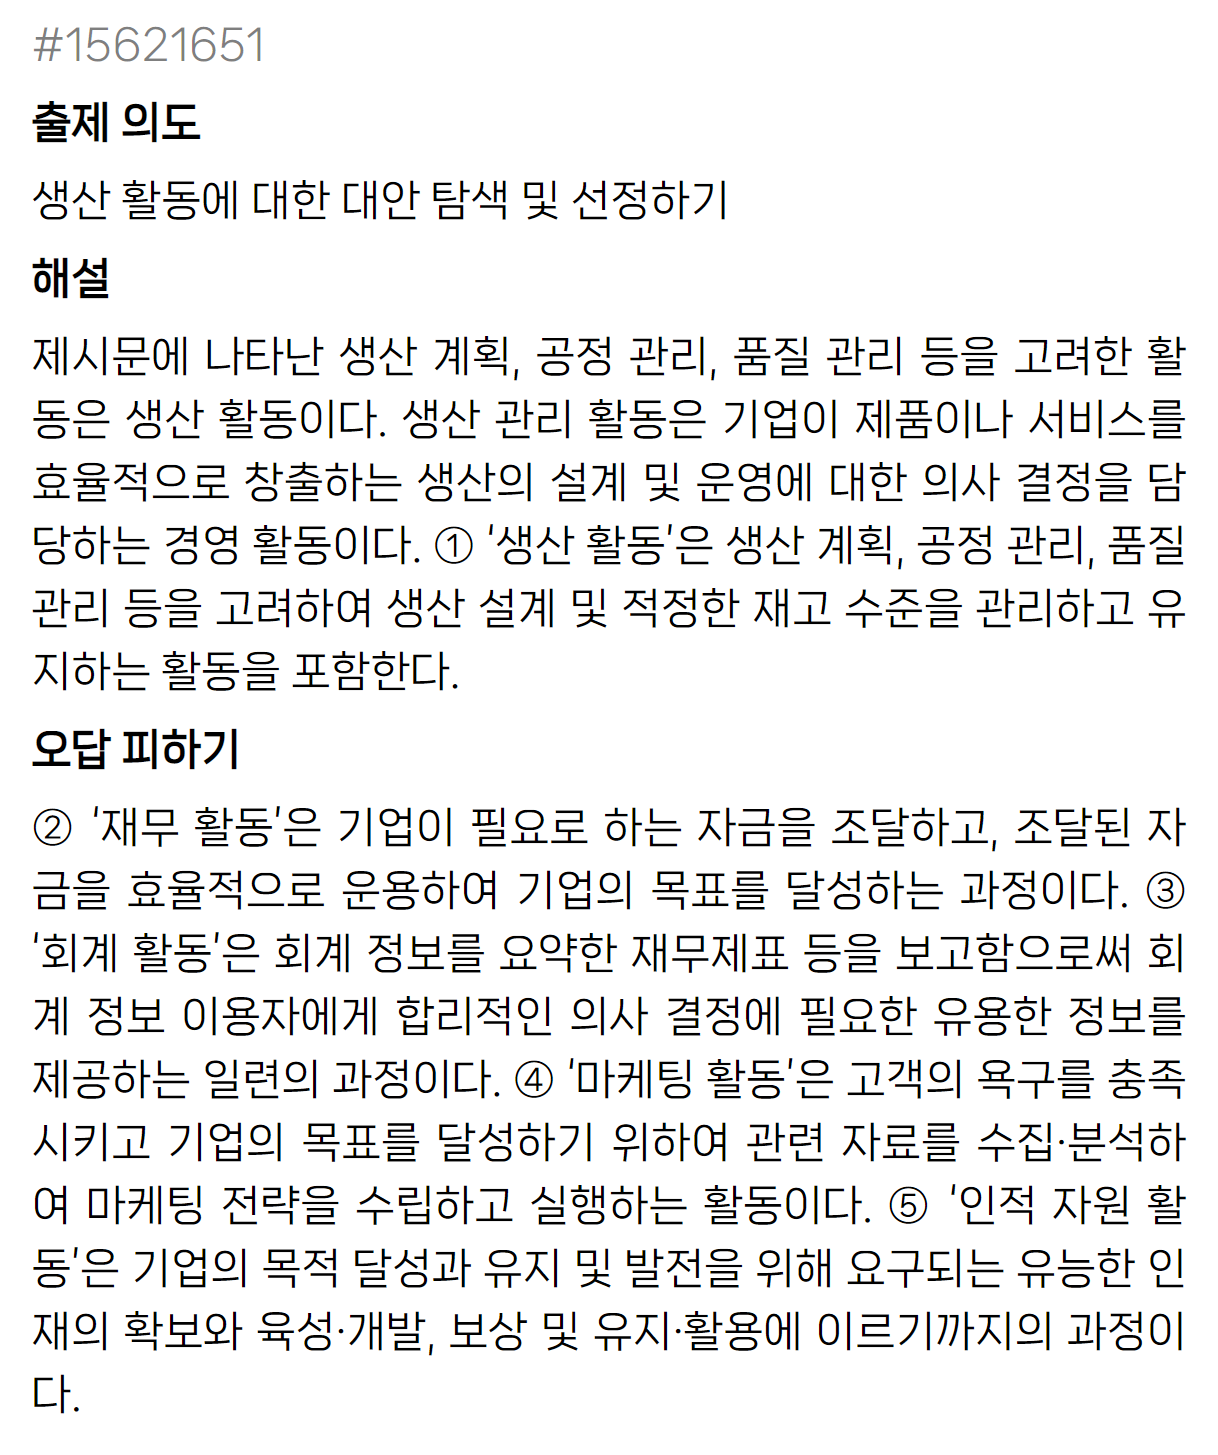 #15621651
출제 의도
생산 활동에 대한 대안 탐색 및 선정하기
해설
제시문에 나타난 생산 계획, 공정 관리, 품질 관리 등을 고려한 활
동은 생산 활동이다. 생산 관리 활동은 기업이 제품이나 서비스를
효율적으로 창출하는 생산의 설계 및 운영에 대한 의사 결정을 담
당하는 경영 활동이다. ① '생산 활동'은 생산 계획, 공정 관리, 품질
관리 등을 고려하여 생산 설계 및 적정한 재고 수준을 관리하고 유
지하는 활동을 포함한다.
오답 피하기
② '재무 활동'은 기업이 필요로 하는 자금을 조달하고, 조달된 자
금을 효율적으로 운용하여 기업의 목표를 달성하는 과정이다. ③
'회계 활동'은 회계 정보를 요약한 재무제표 등을 보고함으로써 회
계 정보 이용자에게 합리적인 의사 결정에 필요한 유용한 정보를
제공하는 일련의 과정이다. ④ '마케팅 활동'은 고객의 욕구를 충족
시키고 기업의 목표를 달성하기 위하여 관련 자료를 수집·분석하
여 마케팅 전략을 수립하고 실행하는 활동이다. ⑤ '인적 자원 활
동'은 기업의 목적 달성과 유지 및 발전을 위해 요구되는 유능한 인
재의 확보와 육성·개발, 보상 및 유지·활용에 이르기까지의 과정이
다.